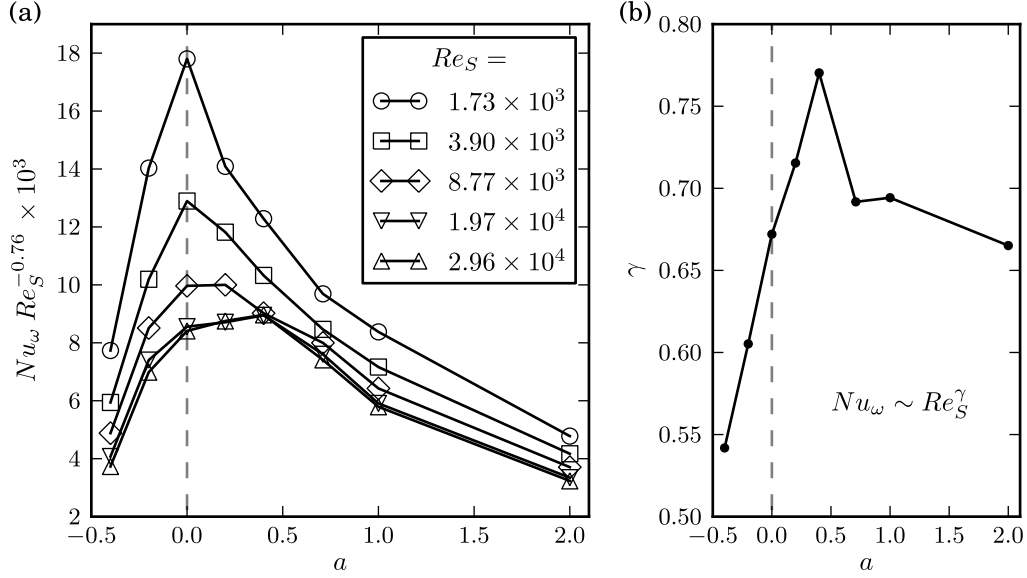 (a)
18
16
14
12
10
8
6
4
2
−0.5
0.0
0.5
1.0
1.5
2.0
a
Nu_ω Re_S^{−0.76} × 10^3
Re_S =
1.73 × 10^3
3.90 × 10^3
8.77 × 10^3
1.97 × 10^4
2.96 × 10^4
(b)
0.80
0.75
0.70
0.65
0.60
0.55
0.50
−0.5
0.0
0.5
1.0
1.5
2.0
a
γ
Nu_ω ∼ Re_S^γ